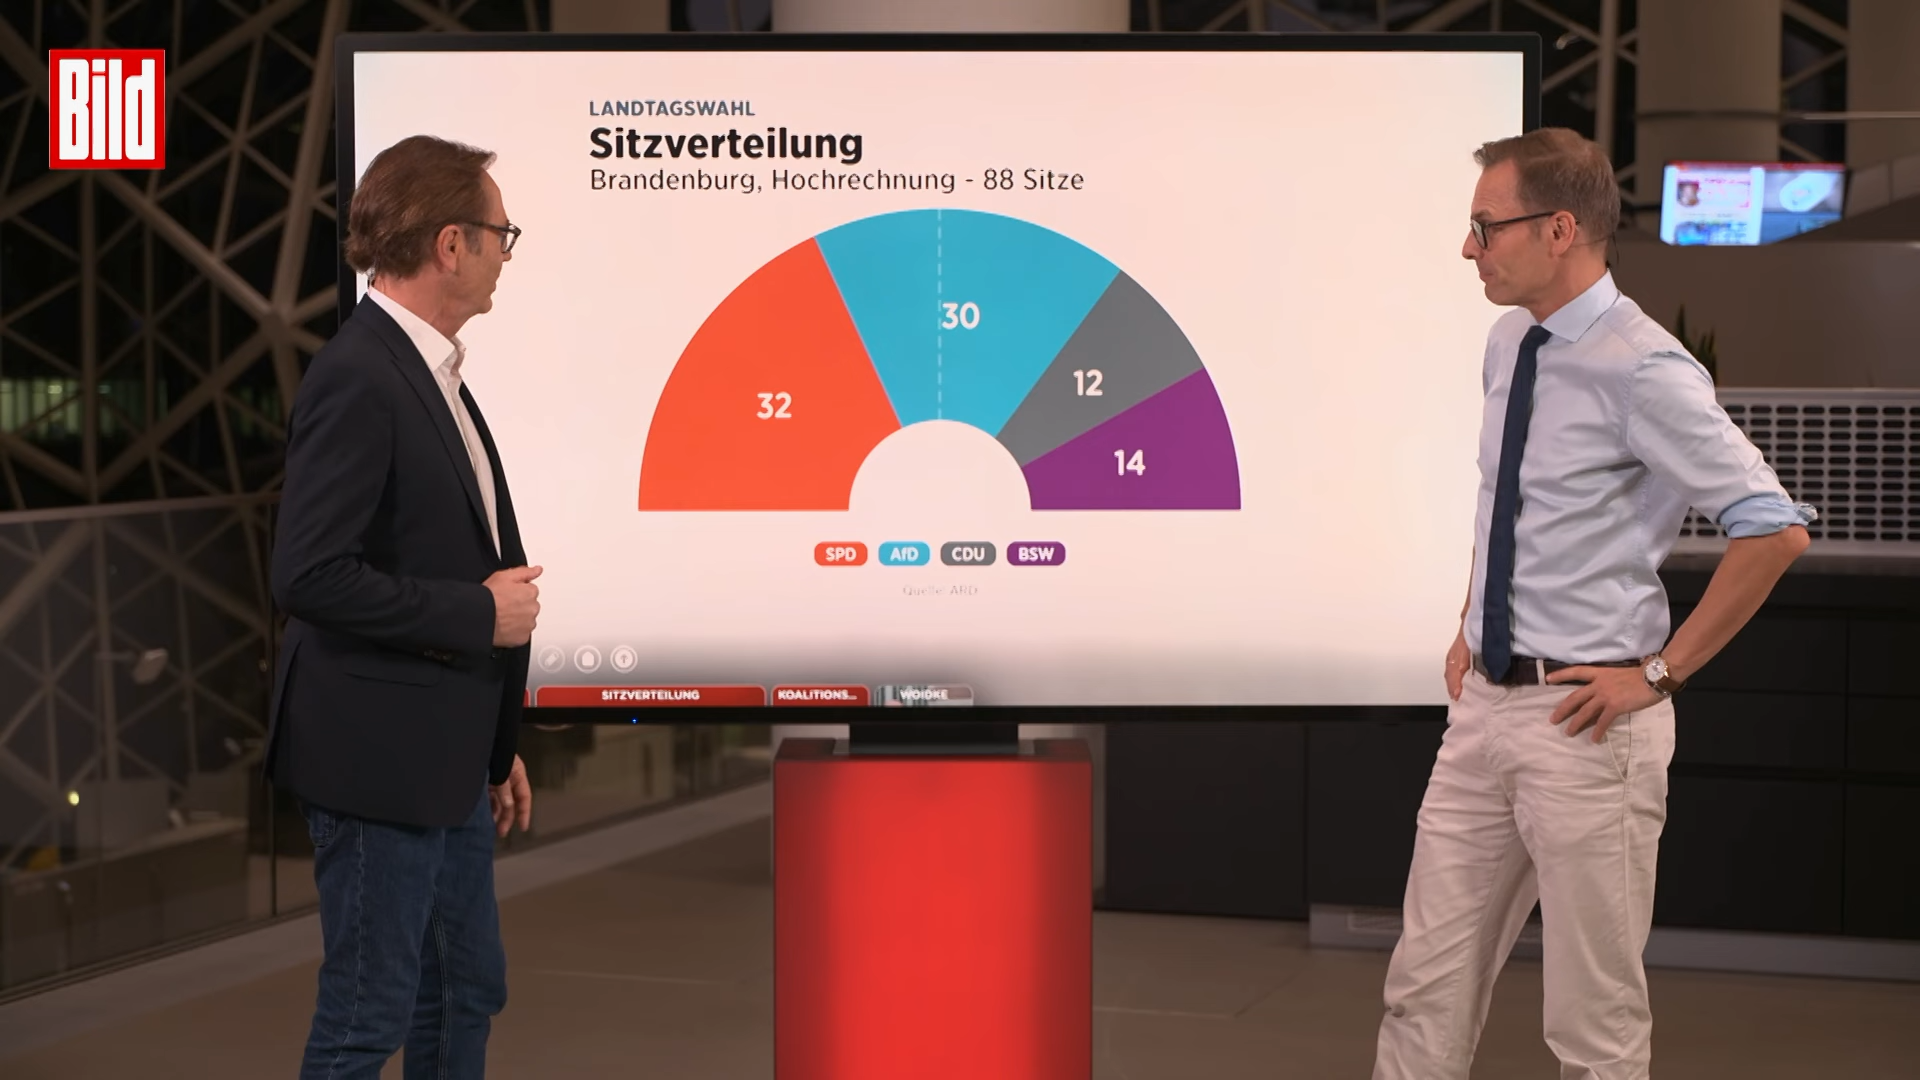 Bild
LANDTAGSWAHL
Sitzverteilung
Brandenburg, Hochrechnung - 88 Sitze
30
12
32
14
SPD AfD CDU BSW
Quelle: ARD
SITZVERTEILUNG KOALITIONS... WOIDKE